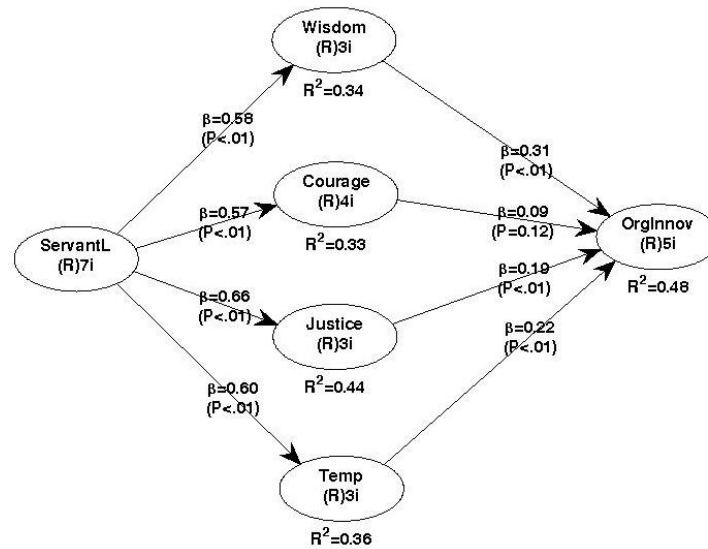 Wisdom
(R)3i
R²=0.34
β=0.58
(P<.01)
β=0.31
(P<.01)
Courage
(R)4i
R²=0.33
β=0.57
(P<.01)
β=0.09
(P=0.12)
ServantL
(R)7i
OrgInnov
(R)5i
R²=0.48
β=0.66
(P<.01)
β=0.19
(P<.01)
Justice
(R)3i
R²=0.44
β=0.22
(P<.01)
β=0.60
(P<.01)
Temp
(R)3i
R²=0.36